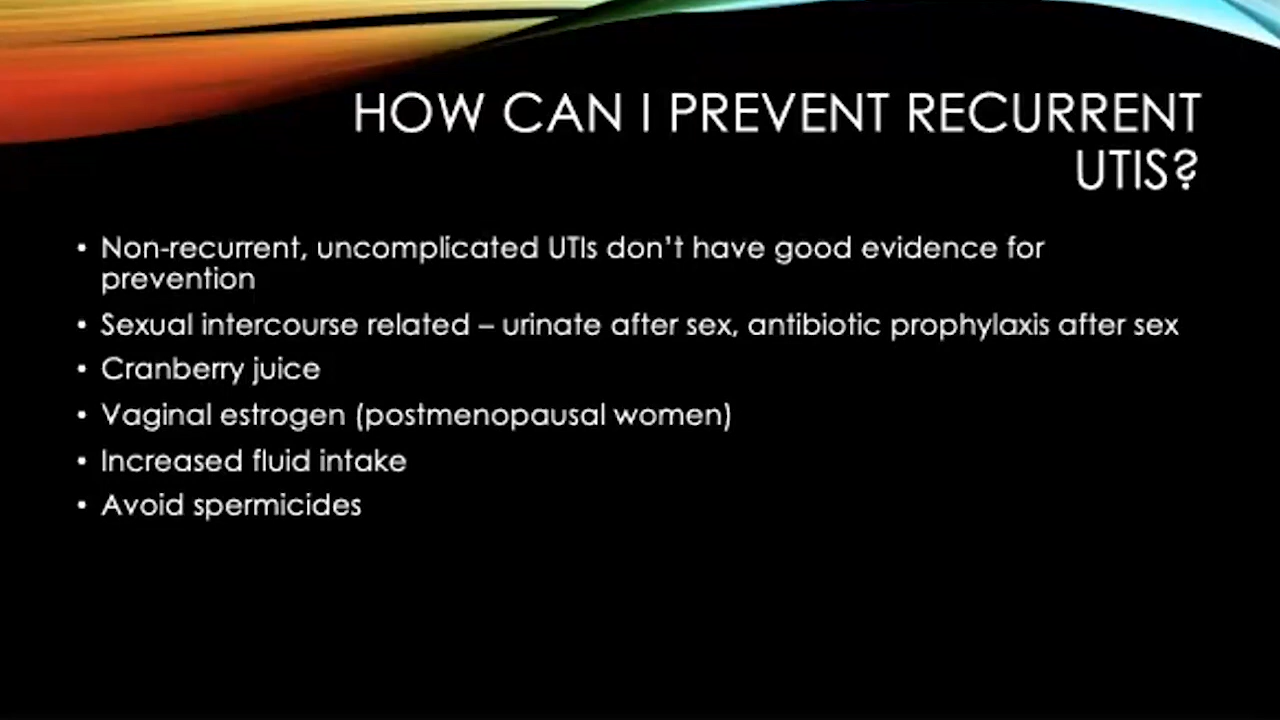 HOW CAN I PREVENT RECURRENT
UTIS?
• Non-recurrent, uncomplicated UTIs don't have good evidence for
prevention
• Sexual intercourse related – urinate after sex, antibiotic prophylaxis after sex
• Cranberry juice
• Vaginal estrogen (postmenopausal women)
• Increased fluid intake
• Avoid spermicides